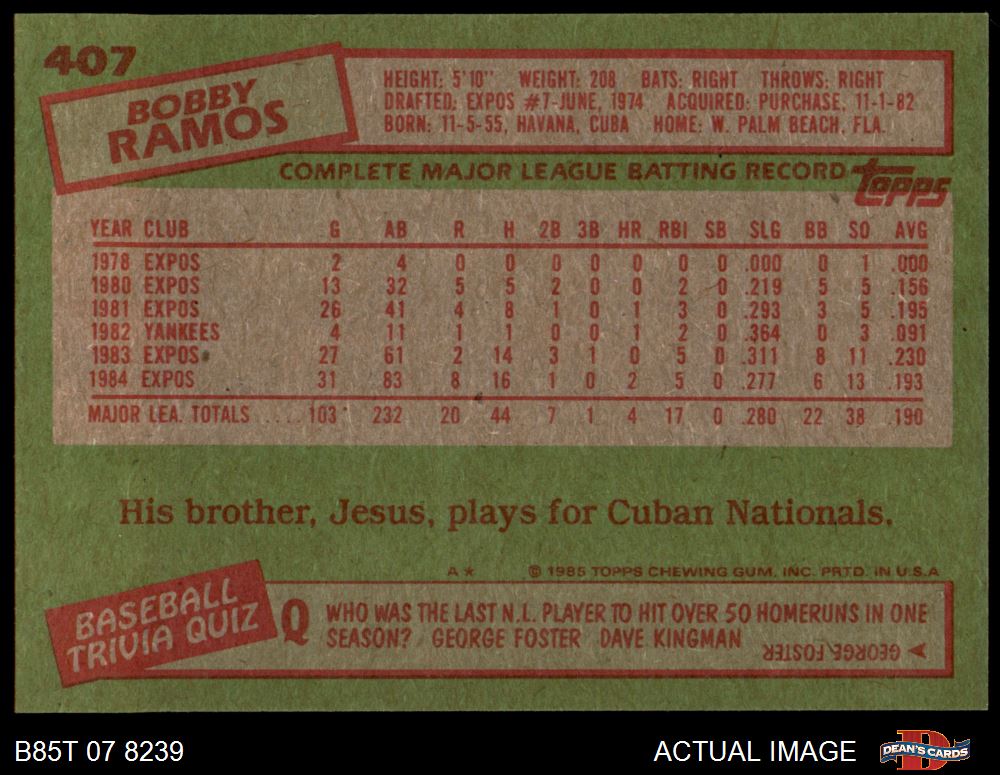 407
BOBBY
RAMOS
HEIGHT: 5'10" WEIGHT: 208 BATS: RIGHT THROWS: RIGHT
DRAFTED: EXPOS #7-JUNE, 1974 ACQUIRED: PURCHASE, 11-1-82
BORN: 11-5-55, HAVANA, CUBA HOME: W. PALM BEACH, FLA.
COMPLETE MAJOR LEAGUE BATTING RECORD topps
YEAR CLUB G AB R H 2B 3B HR RBI SB SLG BB SO AVG
1978 EXPOS 2 4 0 0 0 0 0 0 0 .000 0 1 .000
1980 EXPOS 13 32 5 5 2 0 0 2 0 .219 5 5 .156
1981 EXPOS 26 41 4 8 1 0 1 3 0 .293 3 5 .195
1982 YANKEES 4 11 1 1 0 0 1 2 0 .364 0 3 .091
1983 EXPOS 27 61 2 14 3 1 0 5 0 .311 8 11 .230
1984 EXPOS 31 83 8 16 1 0 2 5 0 .277 6 13 .193
MAJOR LEA. TOTALS .... 103 232 20 44 7 1 4 17 0 .280 22 38 .190
His brother, Jesus, plays for Cuban Nationals.
A★ © 1985 TOPPS CHEWING GUM, INC. PRTD. IN U.S.A
BASEBALL
TRIVIA QUIZ
Q WHO WAS THE LAST N.L. PLAYER TO HIT OVER 50 HOMERUNS IN ONE
SEASON? GEORGE FOSTER DAVE KINGMAN
GEORGE FOSTER
B85T 07 8239 ACTUAL IMAGE D DEAN'S CARDS